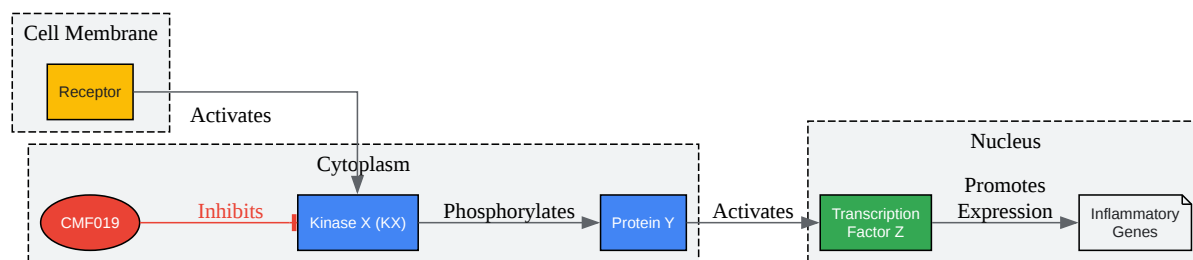 Cell Membrane
Receptor
Activates
Cytoplasm
CMF019
Inhibits
Kinase X (KX)
Phosphorylates
Protein Y
Activates
Nucleus
Transcription
Factor Z
Promotes
Expression
Inflammatory
Genes